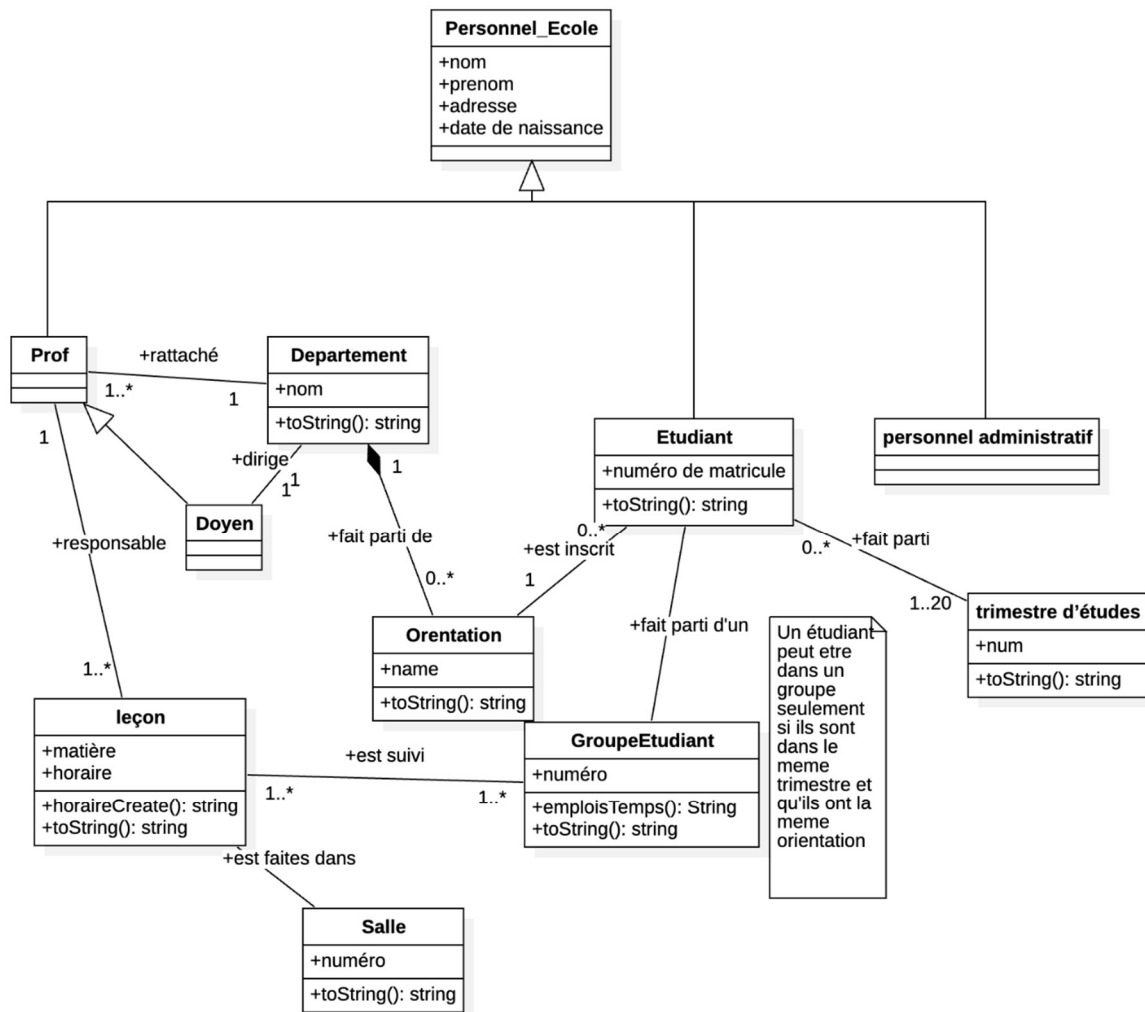 Personnel_Ecole
+nom
+prenom
+adresse
+date de naissance
Prof
+rattaché
1..*
1
Departement
+nom
+toString(): string
1
+dirige
1
1
1
Doyen
+responsable
+fait parti de
0..*
Etudiant
+numéro de matricule
+toString(): string
personnel administratif
0..*
+est inscrit
1
0..*
+fait parti
1..20
trimestre d'études
+num
+toString(): string
Orentation
+name
+toString(): string
+fait parti d'un
Un étudiant
peut etre
dans un
groupe
seulement
si ils sont
dans le
meme
trimestre et
qu'ils ont la
meme
orientation
1..*
leçon
+matière
+horaire
+horaireCreate(): string
+toString(): string
+est suivi
1..*
1..*
GroupeEtudiant
+numéro
+emploisTemps(): String
+toString(): string
+est faites dans
Salle
+numéro
+toString(): string